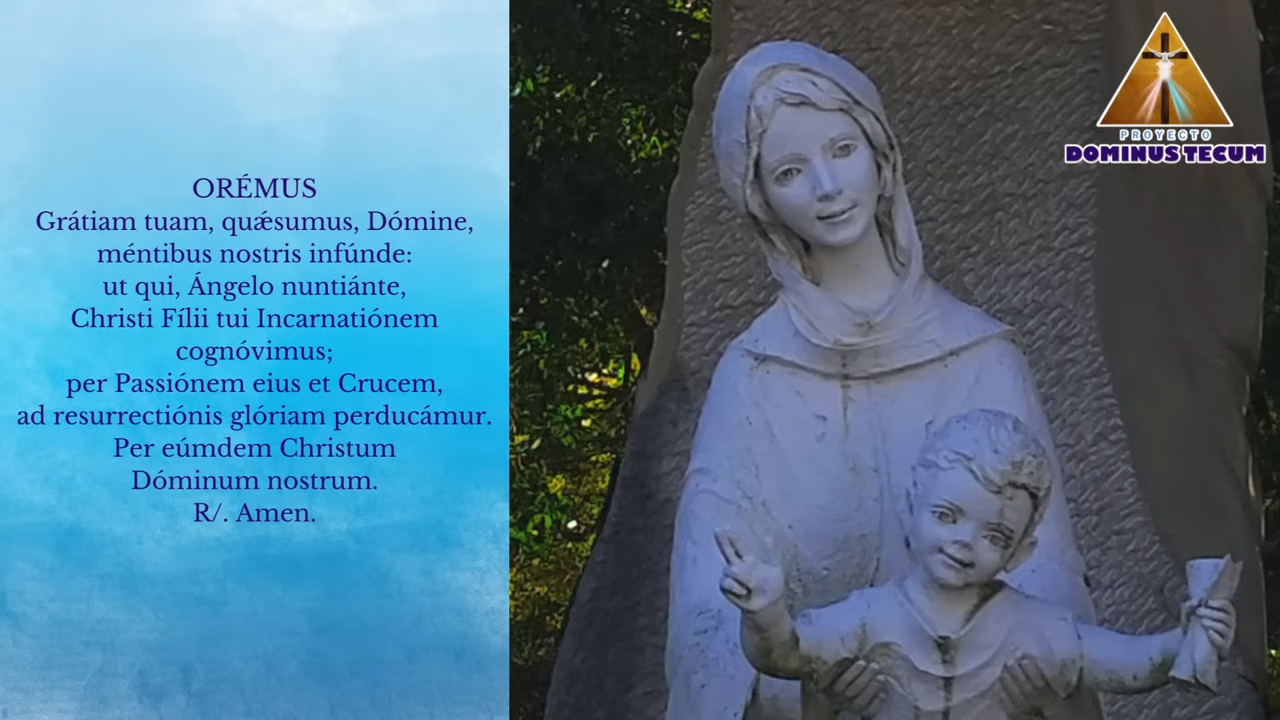 ORÉMUS
Grátiam tuam, quǽsumus, Dómine,
méntibus nostris infúnde:
ut qui, Ángelo nuntiánte,
Christi Fílii tui Incarnatiónem
cognóvimus;
per Passiónem eius et Crucem,
ad resurrectiónis glóriam perducámur.
Per eúmdem Christum
Dóminum nostrum.
R/. Amen.
PROYECTO
DOMINUS TECUM